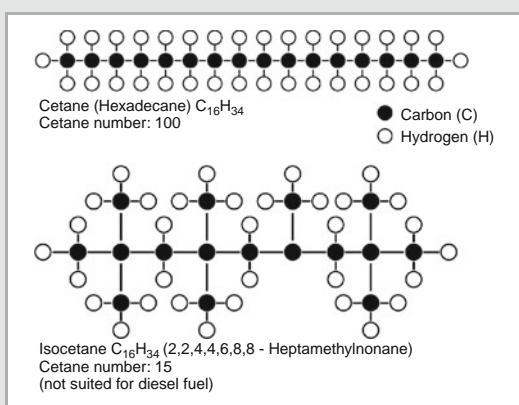 Cetane (Hexadecane) C₁₆H₃₄
Cetane number: 100
Carbon (C)
Hydrogen (H)
Isocetane C₁₆H₃₄ (2,2,4,4,6,8,8 - Heptamethylnonane)
Cetane number: 15
(not suited for diesel fuel)